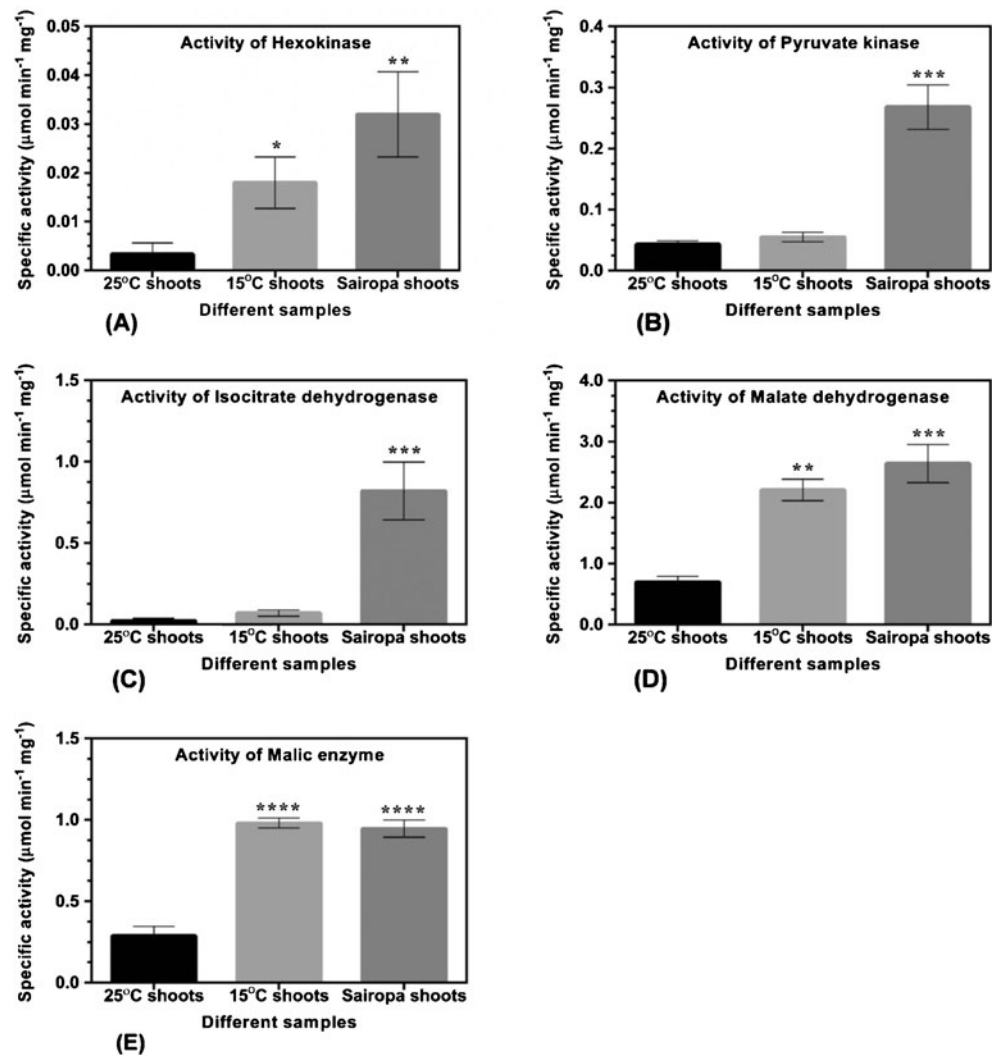 Activity of Hexokinase
Specific activity (μmol min⁻¹ mg⁻¹)
0.05
0.04
0.03
0.02
0.01
0.00
*
**
25°C shoots 15°C shoots Sairopa shoots
Different samples
(A)
Activity of Pyruvate kinase
Specific activity (μmol min⁻¹ mg⁻¹)
0.4
0.3
0.2
0.1
0.0
***
25°C shoots 15°C shoots Sairopa shoots
Different samples
(B)
Activity of Isocitrate dehydrogenase
Specific activity (μmol min⁻¹ mg⁻¹)
1.5
1.0
0.5
0.0
***
25°C shoots 15°C shoots Sairopa shoots
Different samples
(C)
Activity of Malate dehydrogenase
Specific activity (μmol min⁻¹ mg⁻¹)
4.0
3.0
2.0
1.0
0.0
**
***
25°C shoots 15°C shoots Sairopa shoots
Different samples
(D)
Activity of Malic enzyme
Specific activity (μmol min⁻¹ mg⁻¹)
1.5
1.0
0.5
0.0
****
****
25°C shoots 15°C shoots Sairopa shoots
Different samples
(E)